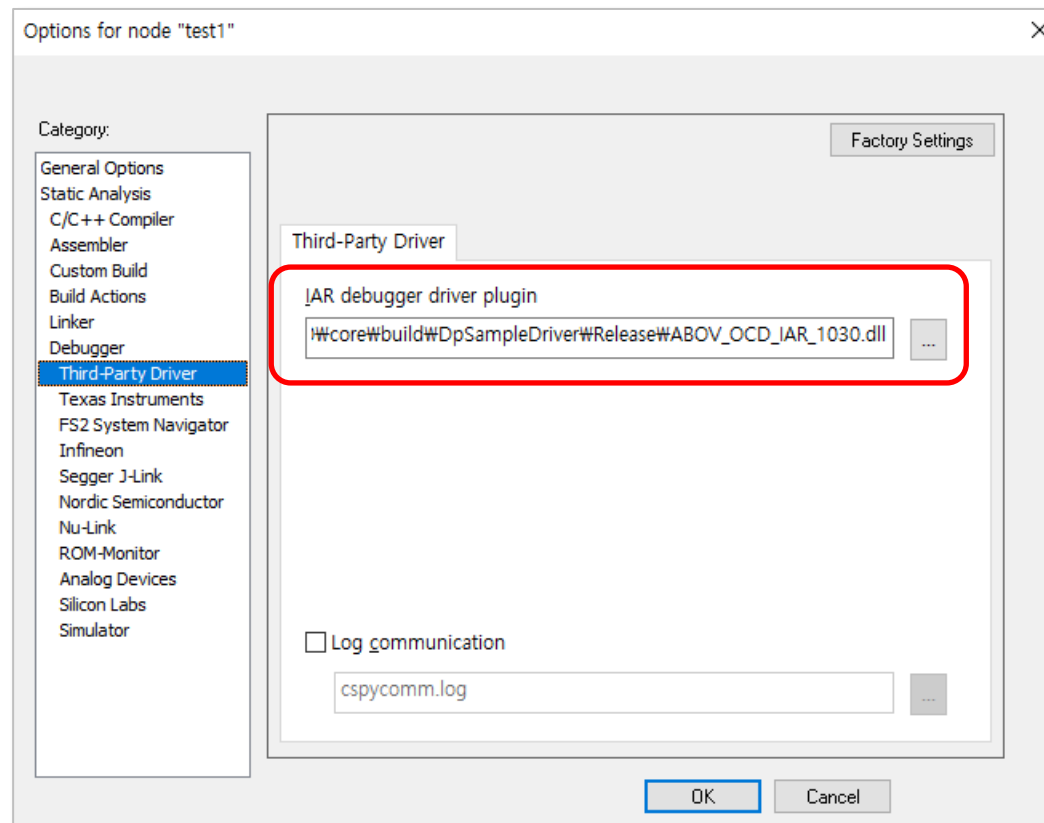 Options for node "test1"
Category:
Factory Settings
General Options
Static Analysis
C/C++ Compiler
Assembler
Custom Build
Build Actions
Linker
Debugger
Third-Party Driver
Texas Instruments
FS2 System Navigator
Infineon
Segger J-Link
Nordic Semiconductor
Nu-Link
ROM-Monitor
Analog Devices
Silicon Labs
Simulator
Third-Party Driver
IAR debugger driver plugin
₩core₩build₩DpSampleDriver₩Release₩ABOV_OCD_IAR_1030.dll
...
Log communication
cspycomm.log
...
OK
Cancel